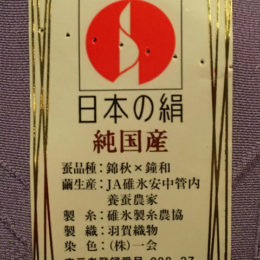 日本の絹
純国産
蚕品種：錦秋×鐘和
繭生産：JA碓氷安中管内
養蚕農家
製　糸：碓氷製糸農協
製　織：羽賀織物
染　色：(株)一会